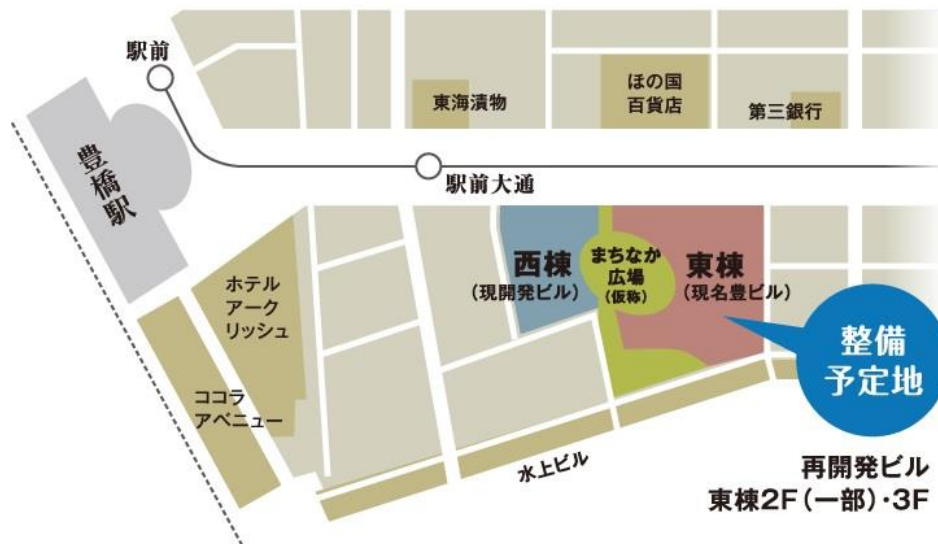 駅前
東海漬物
ほの国
百貨店
第三銀行
豊橋駅
駅前大通
ホテル
アーク
リッシュ
ココラ
アベニュー
西棟
(現開発ビル)
まちなか
広場
(仮称)
東棟
(現名豊ビル)
整備
予定地
水上ビル
再開発ビル
東棟2F(一部)・3F